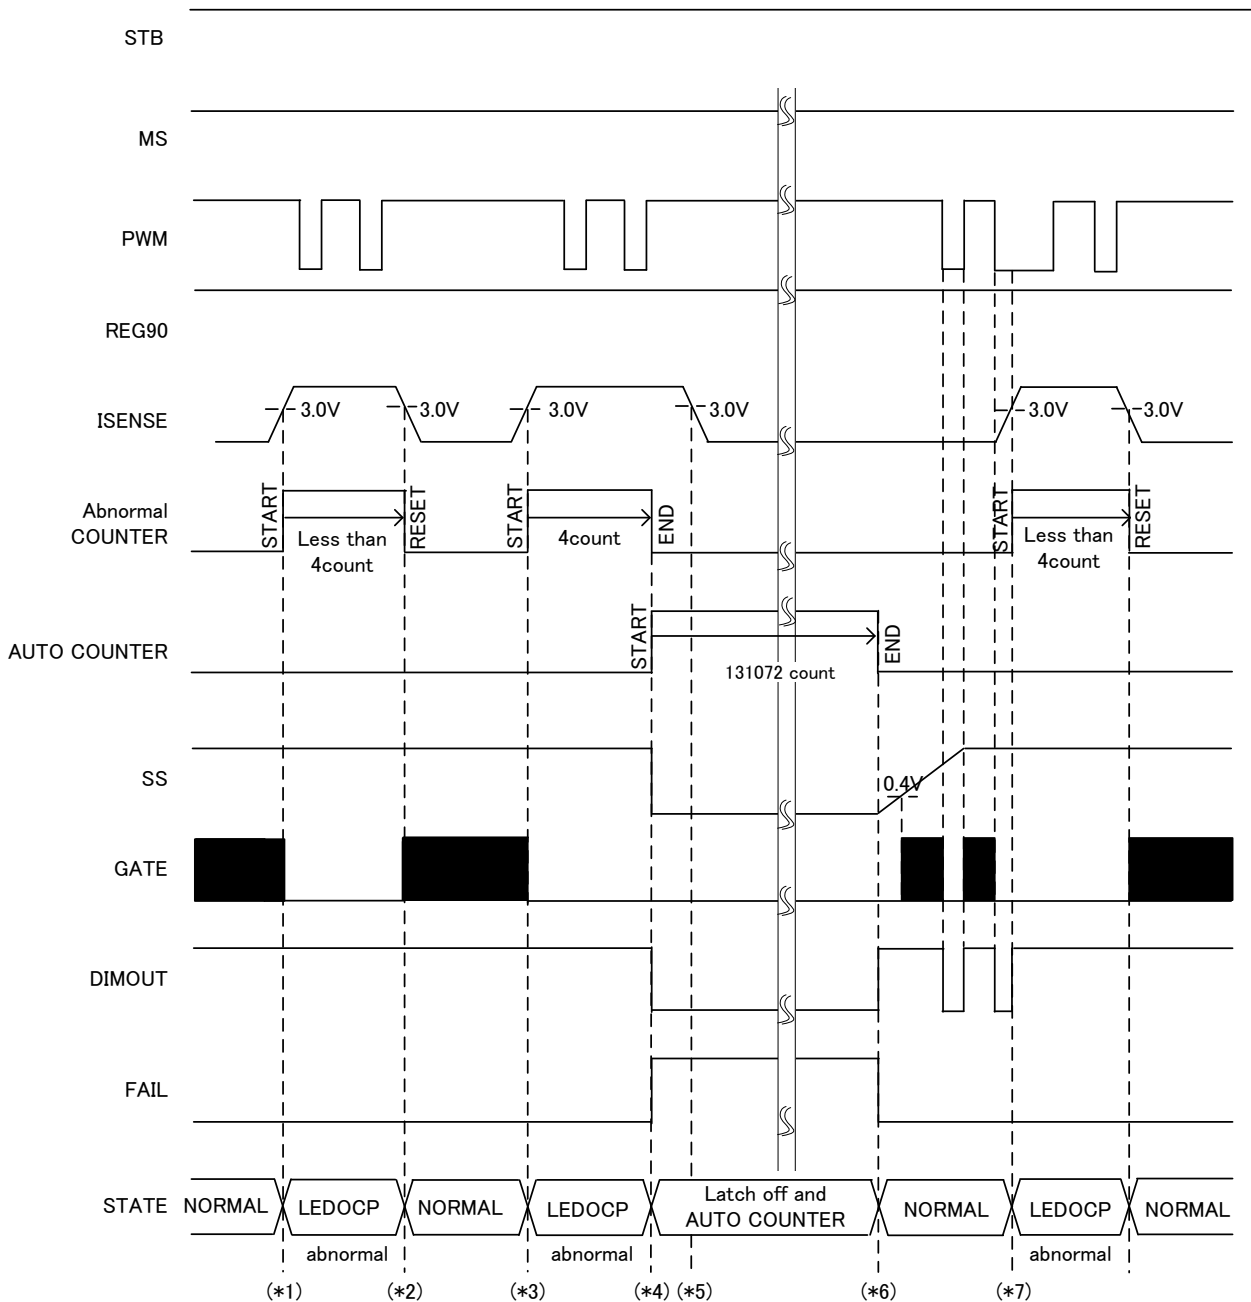 STB
MS
PWM
REG90
ISENSE
3.0V
3.0V
3.0V
3.0V
3.0V
3.0V
Abnormal
COUNTER
START
Less than
4count
RESET
START
4count
END
START
Less than
4count
RESET
AUTO COUNTER
START
131072 count
END
SS
0.4V
GATE
DIMOUT
FAIL
STATE
NORMAL
LEDOCP
NORMAL
LEDOCP
Latch off and
AUTO COUNTER
NORMAL
LEDOCP
NORMAL
abnormal
abnormal
abnormal
(*1)
(*2)
(*3)
(*4)
(*5)
(*6)
(*7)